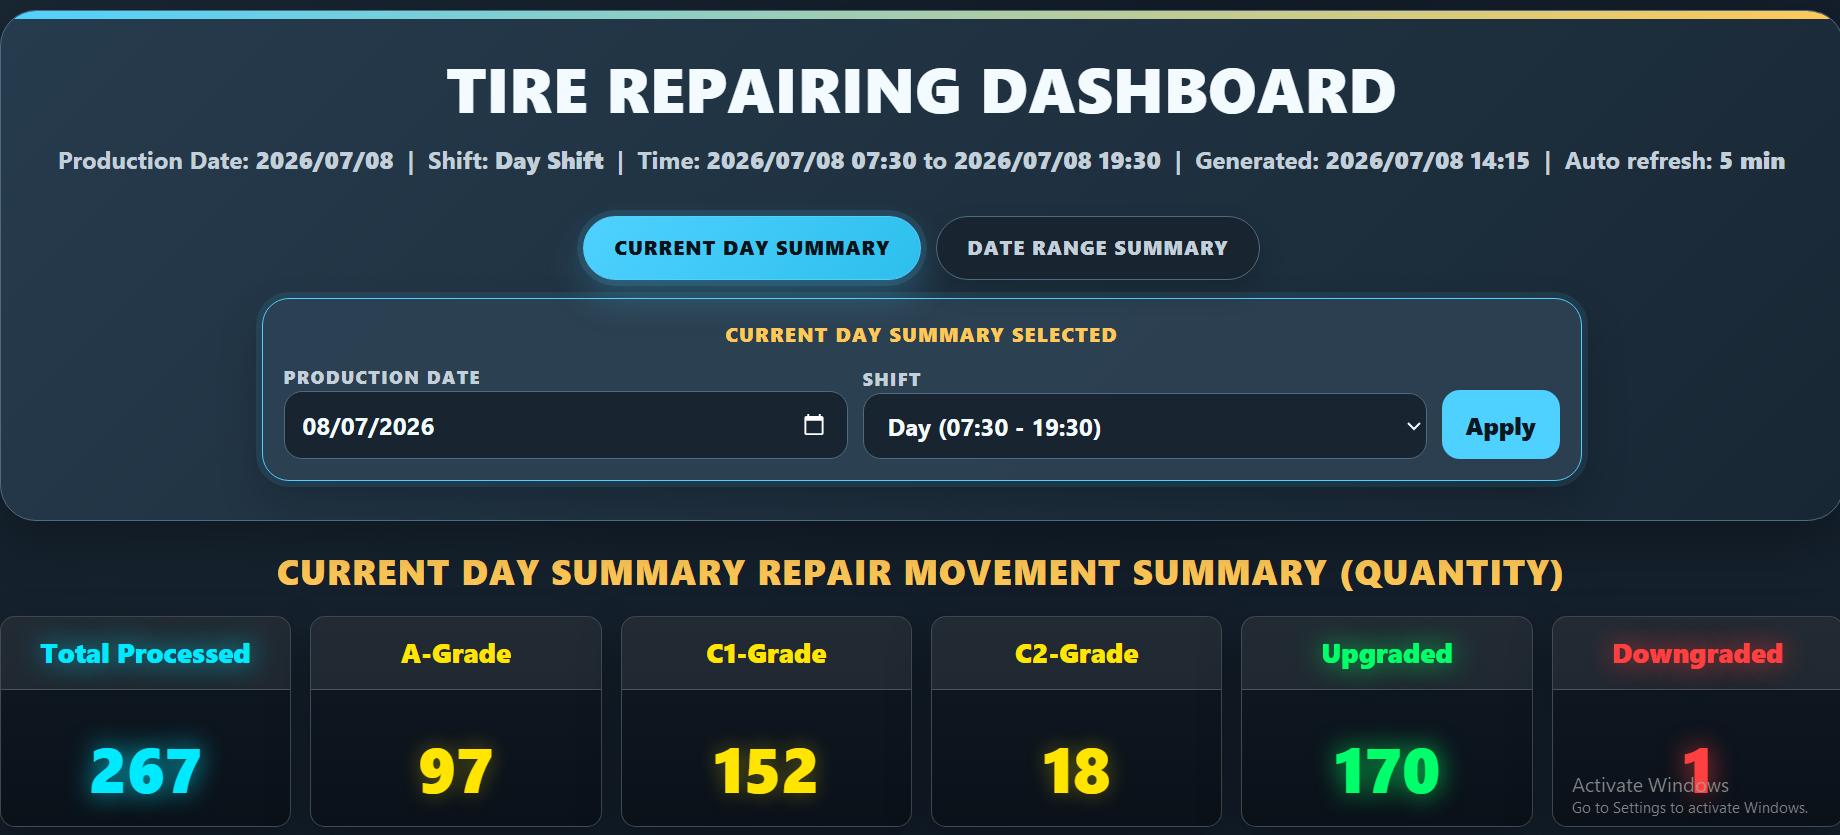 TIRE REPAIRING DASHBOARD
Production Date: 2026/07/08 | Shift: Day Shift | Time: 2026/07/08 07:30 to 2026/07/08 19:30 | Generated: 2026/07/08 14:15 | Auto refresh: 5 min
CURRENT DAY SUMMARY DATE RANGE SUMMARY
CURRENT DAY SUMMARY SELECTED
PRODUCTION DATE SHIFT
08/07/2026 Day (07:30 - 19:30) Apply
CURRENT DAY SUMMARY REPAIR MOVEMENT SUMMARY (QUANTITY)
Total Processed A-Grade C1-Grade C2-Grade Upgraded Downgraded
267 97 152 18 170 1
Activate Windows
Go to Settings to activate Windows.